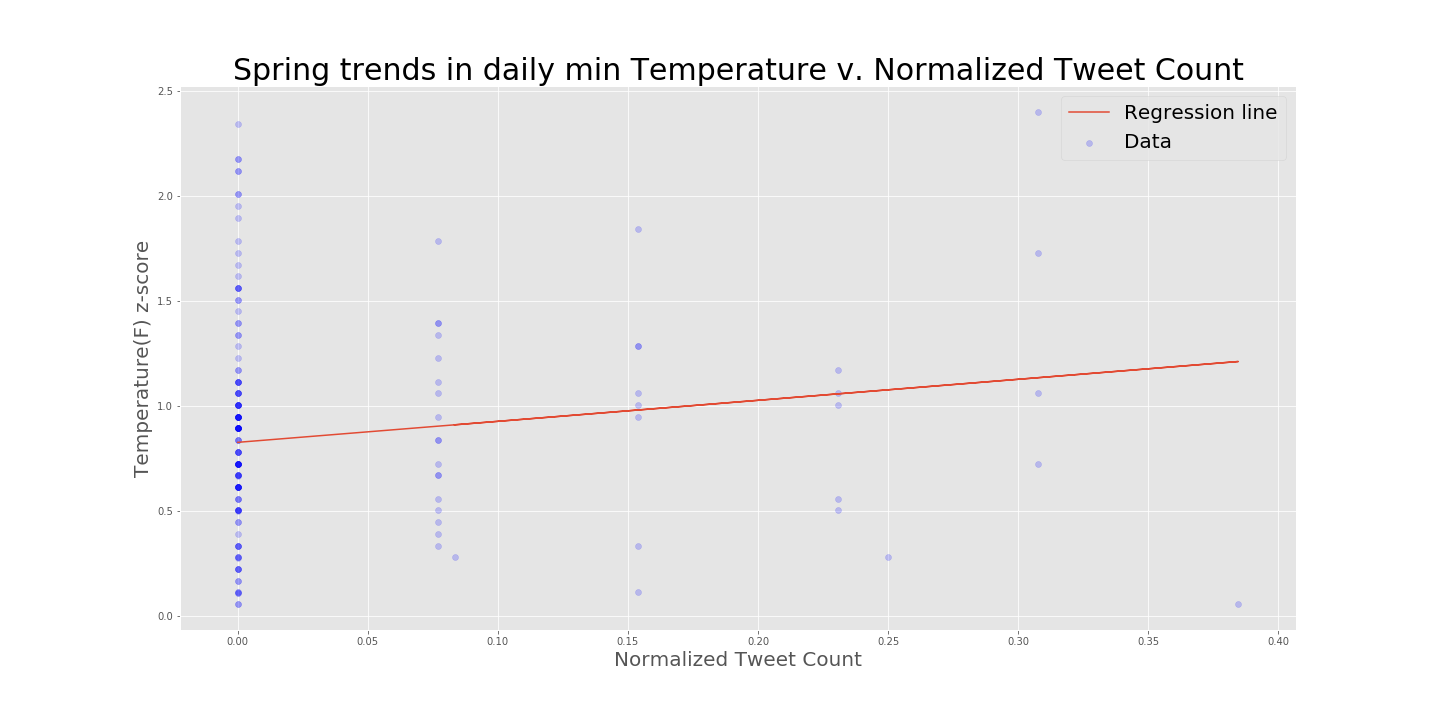 Spring trends in daily min Temperature v. Normalized Tweet Count
Regression line
Data
Temperature(F) z-score
2.5
2.0
1.5
1.0
0.5
0.0
0.00 0.05 0.10 0.15 0.20 0.25 0.30 0.35 0.40
Normalized Tweet Count